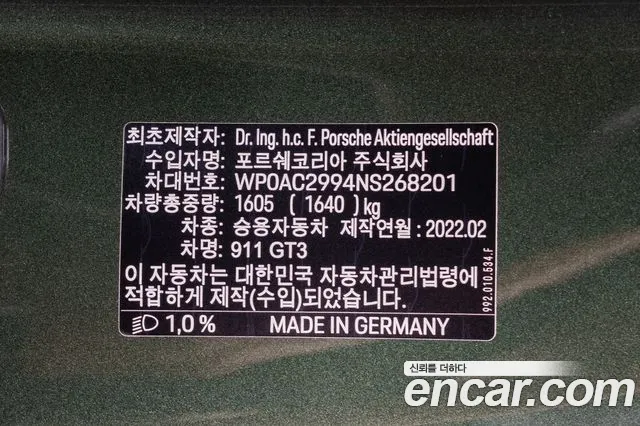 최초제작자: Dr. Ing. h.c. F. Porsche Aktiengesellschaft
수입자명: 포르쉐코리아 주식회사
차대번호: WP0AC2994NS268201
차량총중량: 1605 ( 1640) kg
차종: 승용자동차 제작연월: 2022.02
차명: 911 GT3
이 자동차는 대한민국 자동차관리법령에
적합하게 제작(수입)되었습니다.
1,0 % MADE IN GERMANY
992.010.534.F
신뢰를 더하다
encar.com